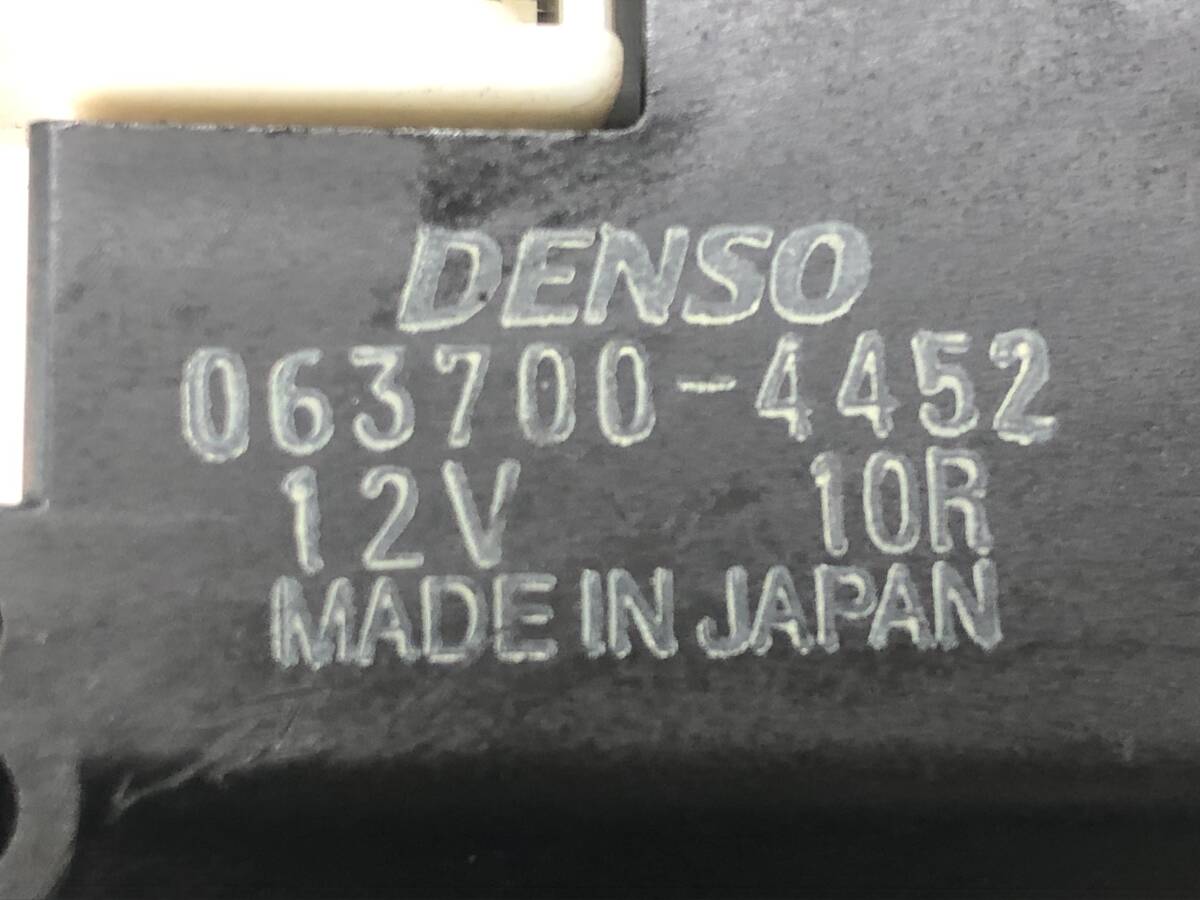 DENSO
063700-4452
12V 10R
MADE IN JAPAN